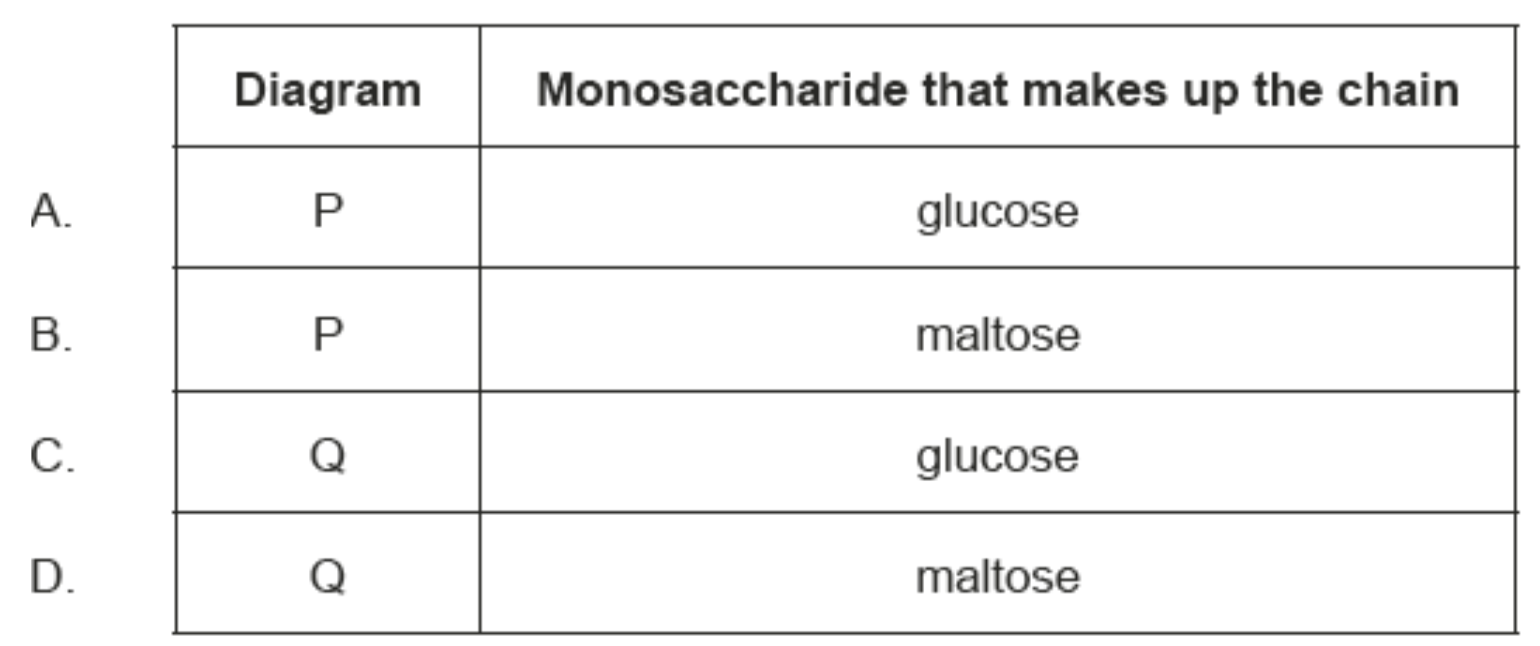 Diagram Monosaccharide that makes up the chain
A. P glucose
B. P maltose
C. Q glucose
D. Q maltose